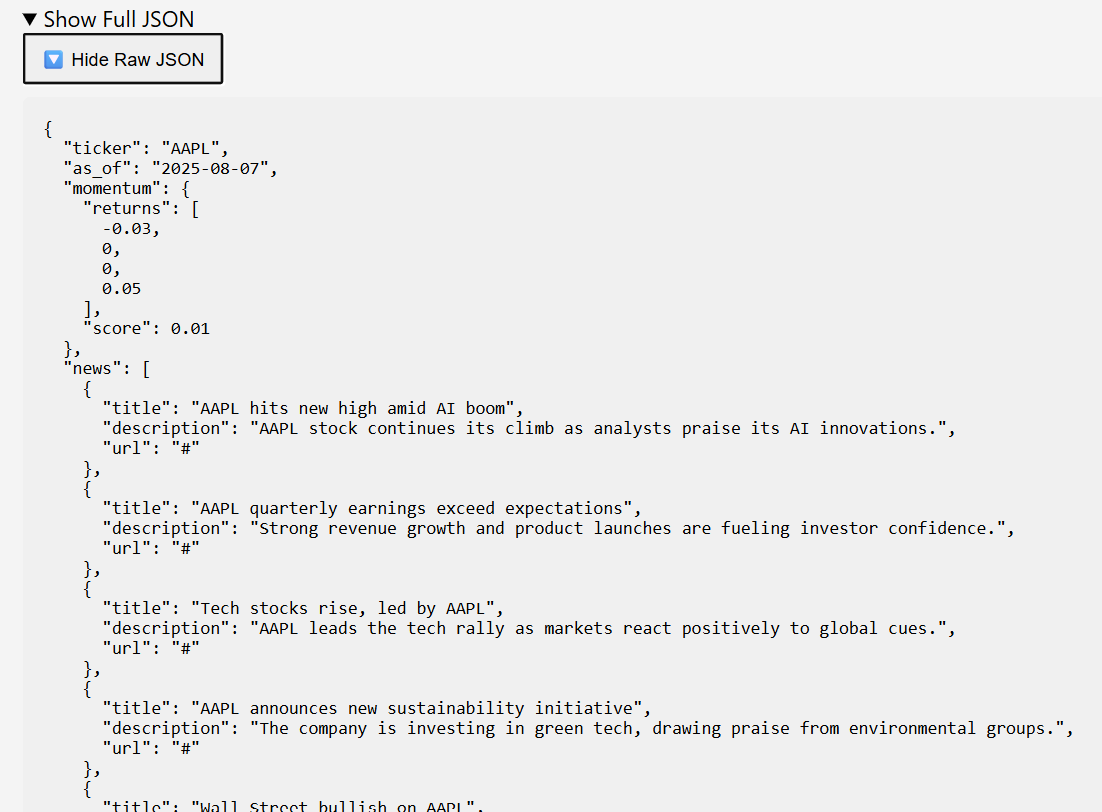 ▼ Show Full JSON
🔽 Hide Raw JSON
{
  "ticker": "AAPL",
  "as_of": "2025-08-07",
  "momentum": {
    "returns": [
      -0.03,
      0,
      0,
      0.05
    ],
    "score": 0.01
  },
  "news": [
    {
      "title": "AAPL hits new high amid AI boom",
      "description": "AAPL stock continues its climb as analysts praise its AI innovations.",
      "url": "#"
    },
    {
      "title": "AAPL quarterly earnings exceed expectations",
      "description": "Strong revenue growth and product launches are fueling investor confidence.",
      "url": "#"
    },
    {
      "title": "Tech stocks rise, led by AAPL",
      "description": "AAPL leads the tech rally as markets react positively to global cues.",
      "url": "#"
    },
    {
      "title": "AAPL announces new sustainability initiative",
      "description": "The company is investing in green tech, drawing praise from environmental groups.",
      "url": "#"
    },
    {
      "title": "Wall Street bullish on AAPL",